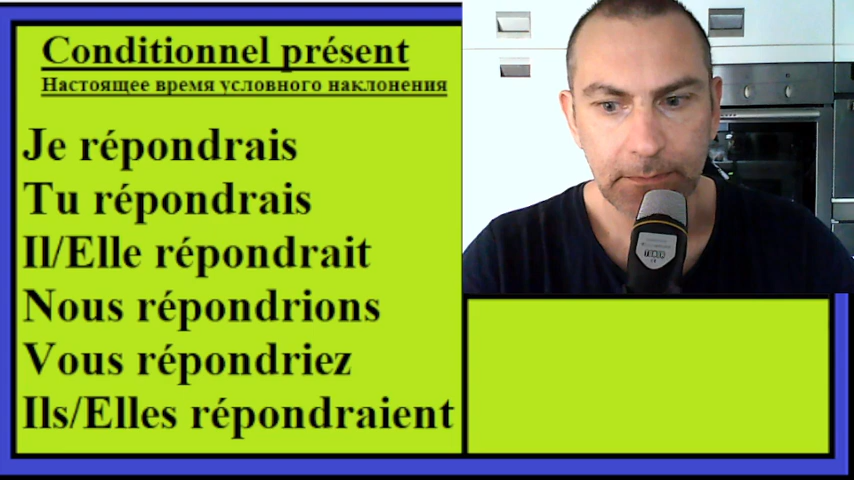 Conditionnel présent
Настоящее время условного наклонения
Je répondrais
Tu répondrais
Il/Elle répondrait
Nous répondrions
Vous répondriez
Ils/Elles répondraient